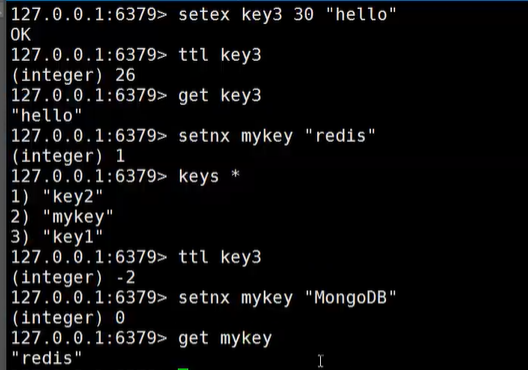 127.0.0.1:6379> setex key3 30 "hello"
OK
127.0.0.1:6379> ttl key3
(integer) 26
127.0.0.1:6379> get key3
"hello"
127.0.0.1:6379> setnx mykey "redis"
(integer) 1
127.0.0.1:6379> keys *
1) "key2"
2) "mykey"
3) "key1"
127.0.0.1:6379> ttl key3
(integer) -2
127.0.0.1:6379> setnx mykey "MongoDB"
(integer) 0
127.0.0.1:6379> get mykey
"redis"